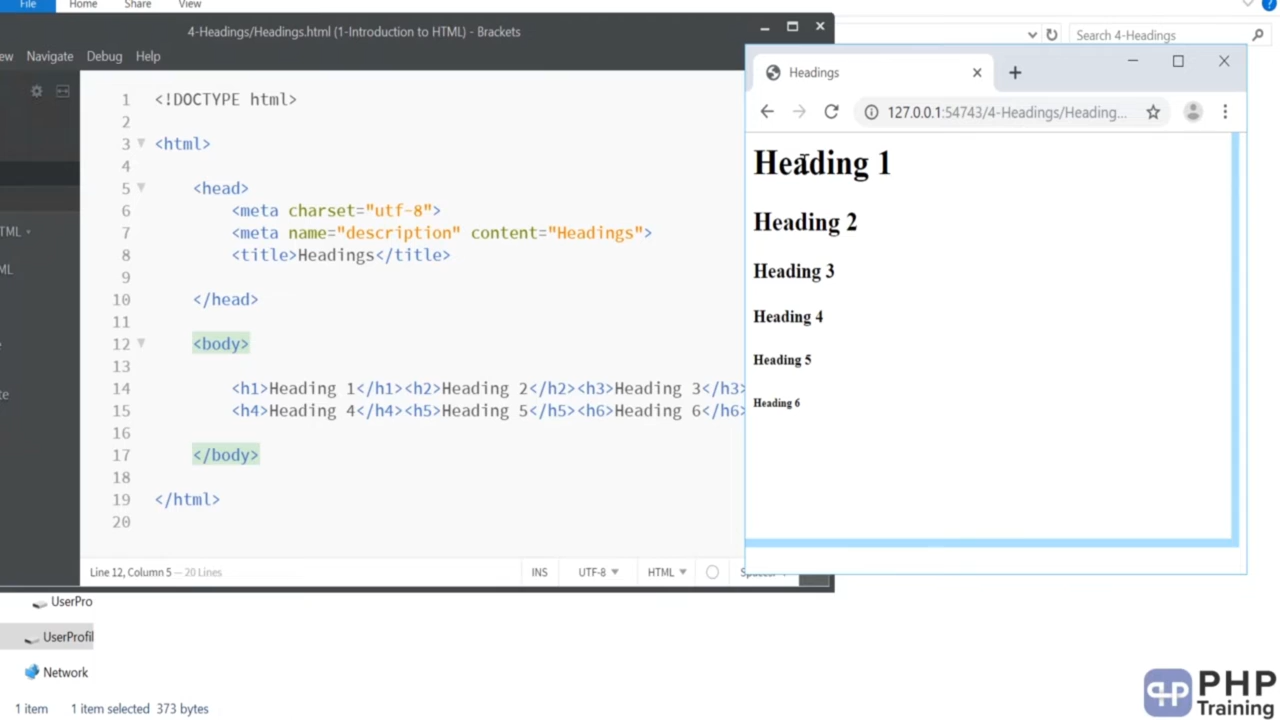 File Home Share View
4-Headings/Headings.html (1-Introduction to HTML) - Brackets
Search 4-Headings
Navigate Debug Help
Headings
127.0.0.1:54743/4-Headings/Heading...
1 <!DOCTYPE html>
2
3 <html>
4
5 <head>
6 <meta charset="utf-8">
7 <meta name="description" content="Headings">
8 <title>Headings</title>
9
10 </head>
11
12 <body>
13
14 <h1>Heading 1</h1><h2>Heading 2</h2><h3>Heading 3</h3
15 <h4>Heading 4</h4><h5>Heading 5</h5><h6>Heading 6</h6>
16
17 </body>
18
19 </html>
20
Heading 1
Heading 2
Heading 3
Heading 4
Heading 5
Heading 6
Line 12, Column 5 — 20 Lines
INS UTF-8 HTML
UserPro
UserProfil
Network
1 item 1 item selected 373 bytes
PHP
Training